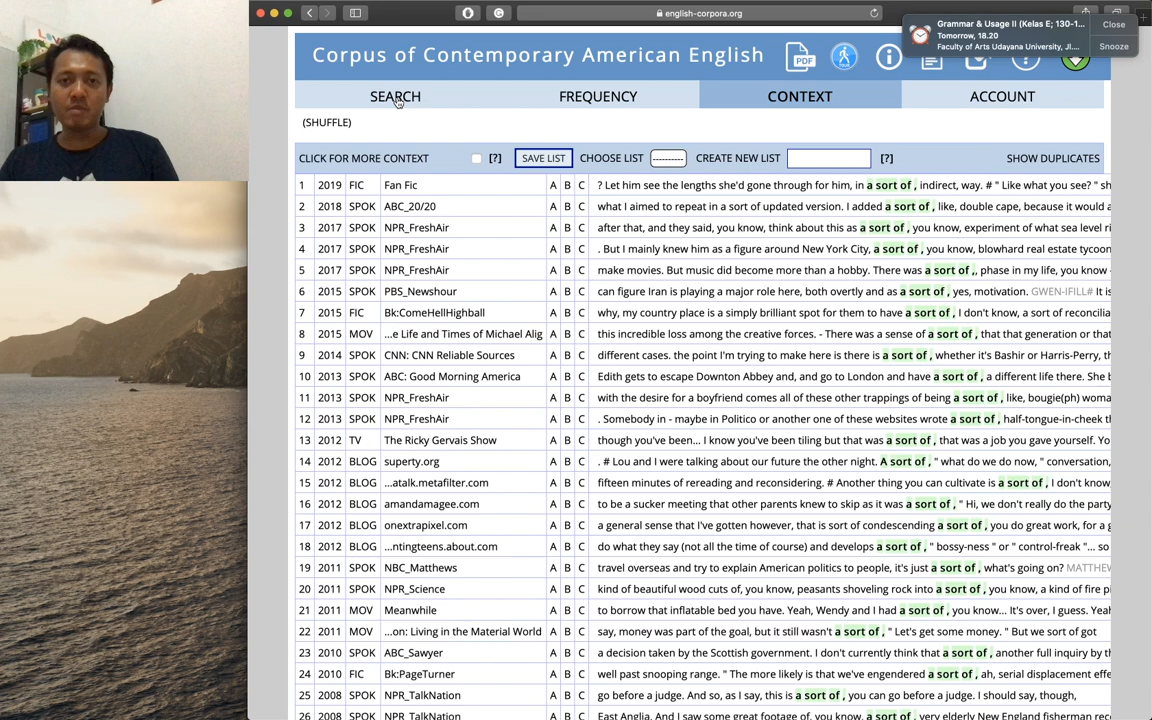 english-corpora.org
Grammar & Usage II (Kelas E; 130-1...
Tomorrow, 18.20
Faculty of Arts Udayana University, Jl....
Close
Snooze
Corpus of Contemporary American English
PDF
SEARCH FREQUENCY CONTEXT ACCOUNT
(SHUFFLE)
CLICK FOR MORE CONTEXT [?] SAVE LIST CHOOSE LIST ---------- CREATE NEW LIST [?] SHOW DUPLICATES
1 2019 FIC Fan Fic A B C ? Let him see the lengths she'd gone through for him, in a sort of , indirect, way. # " Like what you see? " sh
2 2018 SPOK ABC_20/20 A B C what I aimed to repeat in a sort of updated version. I added a sort of , like, double cape, because it would a
3 2017 SPOK NPR_FreshAir A B C after that, and they said, you know, think about this as a sort of , you know, experiment of what sea level ri
4 2017 SPOK NPR_FreshAir A B C . But I mainly knew him as a figure around New York City, a sort of , you know, blowhard real estate tycoon
5 2017 SPOK NPR_FreshAir A B C make movies. But music did become more than a hobby. There was a sort of ,, phase in my life, you know -
6 2015 SPOK PBS_Newshour A B C can figure Iran is playing a major role here, both overtly and as a sort of , yes, motivation. GWEN-IFILL# It is
7 2015 FIC Bk:ComeHellHighball A B C why, my country place is a simply brilliant spot for them to have a sort of , I don't know, a sort of reconcilia
8 2015 MOV ...e Life and Times of Michael Alig A B C this incredible loss among the creative forces. - There was a sense of a sort of , that that generation or that
9 2014 SPOK CNN: CNN Reliable Sources A B C different cases. the point I'm trying to make here is there is a sort of , whether it's Bashir or Harris-Perry, th
10 2013 SPOK ABC: Good Morning America A B C Edith gets to escape Downton Abbey and, and go to London and have a sort of , a different life there. She b
11 2013 SPOK NPR_FreshAir A B C with the desire for a boyfriend comes all of these other trappings of being a sort of , like, bougie(ph) woma
12 2013 SPOK NPR_FreshAir A B C . Somebody in - maybe in Politico or another one of these websites wrote a sort of , half-tongue-in-cheek t
13 2012 TV The Ricky Gervais Show A B C though you've been... I know you've been tiling but that was a sort of , that was a job you gave yourself. Yo
14 2012 BLOG superty.org A B C . # Lou and I were talking about our future the other night. A sort of , " what do we do now, " conversation,
15 2012 BLOG ...atalk.metafilter.com A B C fifteen minutes of rereading and reconsidering. # Another thing you can cultivate is a sort of , I don't know
16 2012 BLOG amandamagee.com A B C to be a sucker meeting that other parents knew to skip as it was a sort of , " Hi, we don't really do the party
17 2012 BLOG onextrapixel.com A B C a general sense that I've gotten however, that is sort of condescending a sort of , you do great work, for a g
18 2012 BLOG ...ntingteens.about.com A B C do what they say (not all the time of course) and develops a sort of , " bossy-ness " or " control-freak "... so
19 2011 SPOK NBC_Matthews A B C travel overseas and try to explain American politics to people, it's just a sort of , what's going on? MATTHEW
20 2011 SPOK NPR_Science A B C kind of beautiful wood cuts of, you know, peasants shoveling rock into a sort of , you know, a kind of fire p
21 2011 MOV Meanwhile A B C to borrow that inflatable bed you have. Yeah, Wendy and I had a sort of , you know... It's over, I guess. Yeah
22 2011 MOV ...on: Living in the Material World A B C say, money was part of the goal, but it still wasn't a sort of , " Let's get some money. " But we sort of got
23 2010 SPOK ABC_Sawyer A B C a decision taken by the Scottish government. I don't currently think that a sort of , another full inquiry by th
24 2010 FIC Bk:PageTurner A B C well past snooping range. " The more likely is that we've engendered a sort of , ah, serial displacement effe
25 2008 SPOK NPR_TalkNation A B C go before a judge. And so, as I say, this is a sort of , you can go before a judge. I should say, though,
26 2008 SPOK NPR_TalkNation A B C East Anglia. And I saw some great footage of, you know, a sort of , very elderly New England fisherman rece